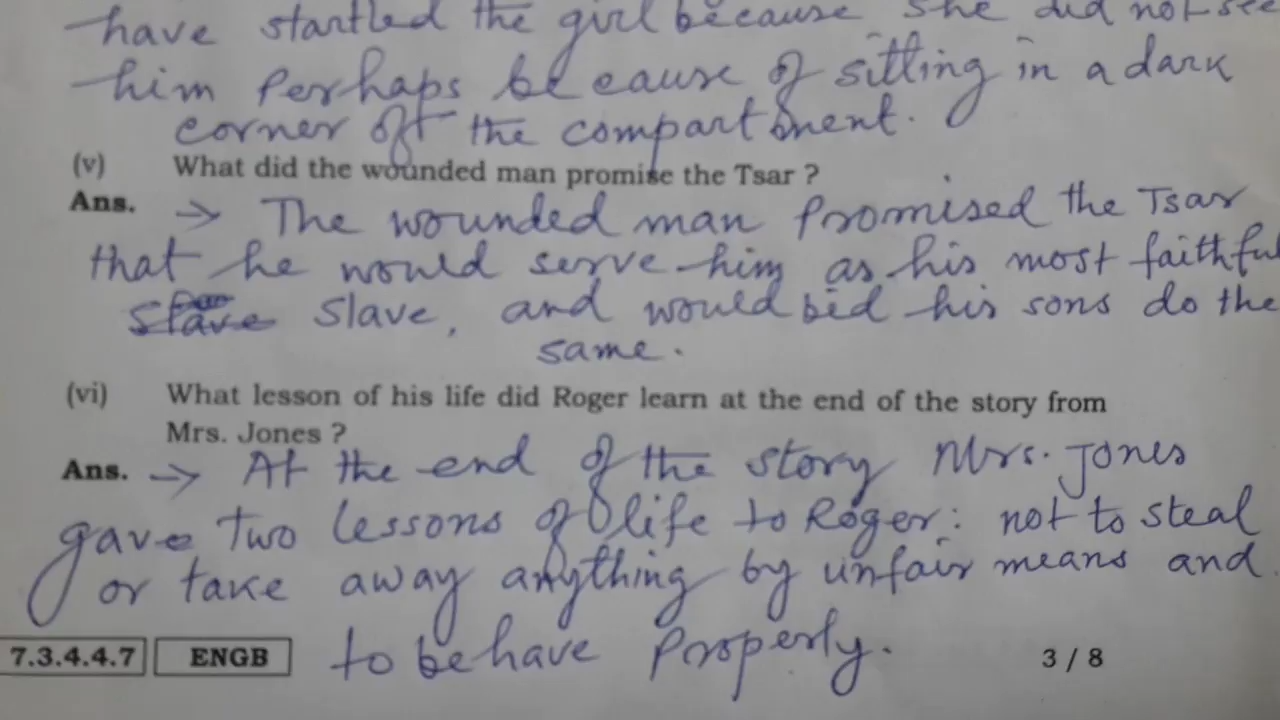 have startled the girl because she did not see
him Perhaps because of sitting in a dark
corner of the compartment.
(v) What did the wounded man promise the Tsar ?
Ans. → The wounded man Promised the Tsar
that he would serve him as his most faithful
slave, and would bid his sons do the
same.
(vi) What lesson of his life did Roger learn at the end of the story from
Mrs. Jones ?
Ans. → At the end of the story Mrs. Jones
gave two lessons of life to Roger: not to steal
or take away anything by unfair means and
to behave Properly.
7.3.4.4.7 ENGB 3 / 8